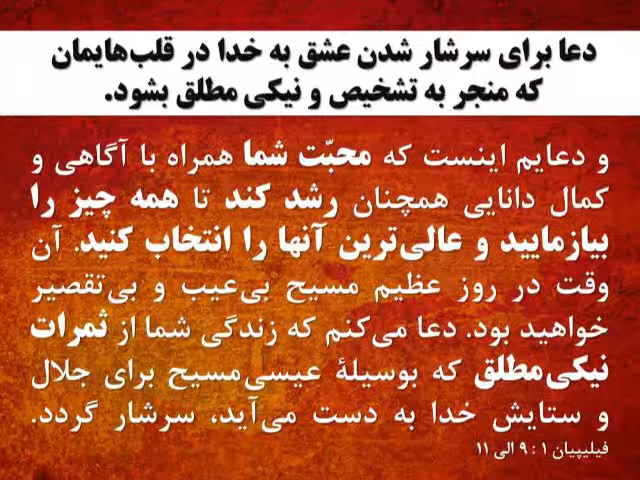 دعا برای سرشار شدن عشق به خدا در قلب‌هایمان
که منجر به تشخیص و نیکی مطلق بشود.
و دعایم اینست که محبّت شما همراه با آگاهی و
کمال دانایی همچنان رشد کند تا همه چیز را
بیازمایید و عالی‌ترین آنها را انتخاب کنید. آن
وقت در روز عظیم مسیح بی‌عیب و بی‌تقصیر
خواهید بود. دعا می‌کنم که زندگی شما از ثمرات
نیکی‌مطلق که بوسیلهٔ عیسی‌مسیح برای جلال
و ستایش خدا به دست می‌آید، سرشار گردد.
فیلیپیان ۱ : ۹ الی ۱۱